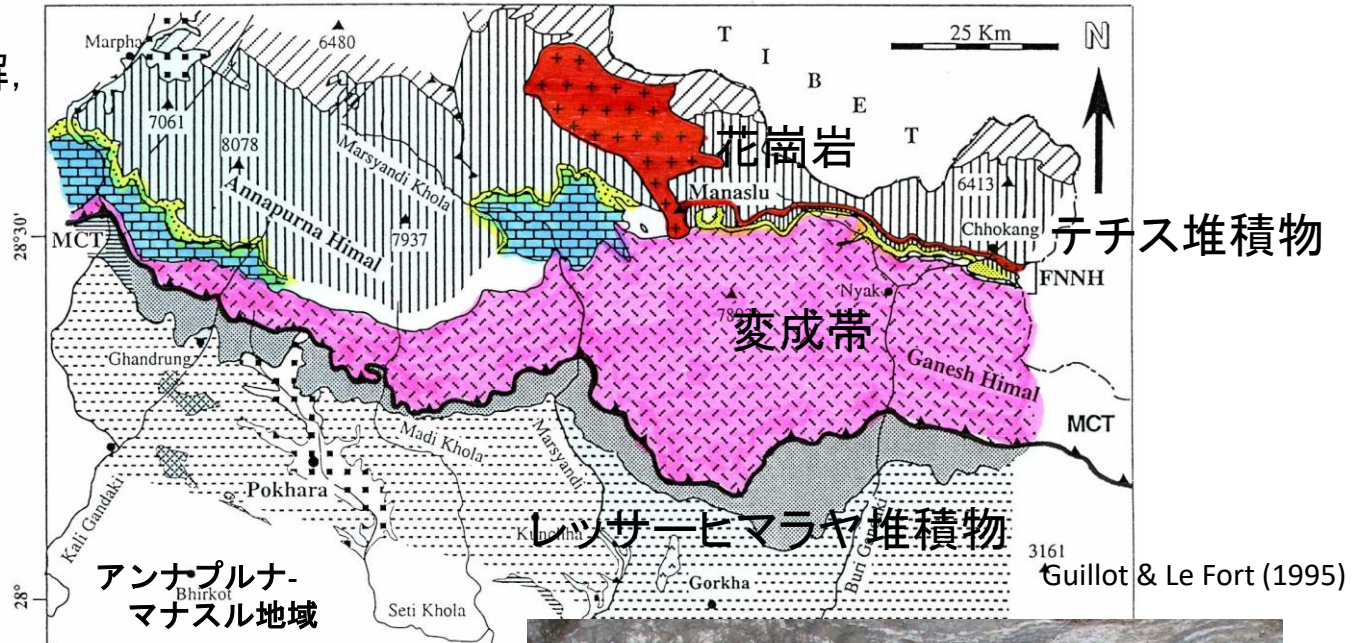 解,
Marpha
6480
25 Km
N
T I B E T
7061
8078
Marsyandi Khola
Annapurna Himal
花崗岩
Manaslu
6413
Chhokang
テチス堆積物
28°30'
MCT
7937
FNNH
Nyak
変成帯
Ganesh Himal
Ghandrung
MCT
Madi Khola
Marsyandi
Pokhara
Kali Gandaki
レッサーヒマラヤ堆積物
3161
Guillot & Le Fort (1995)
アンナプルナ-
マナスル地域
Bhirkot
Gorkha
28°
Seti Khola